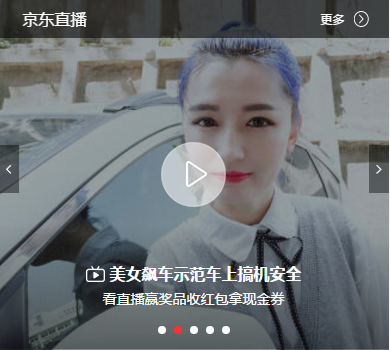 京东直播
更多
美女飙车示范车上搞机安全
看直播赢奖品收红包拿现金券